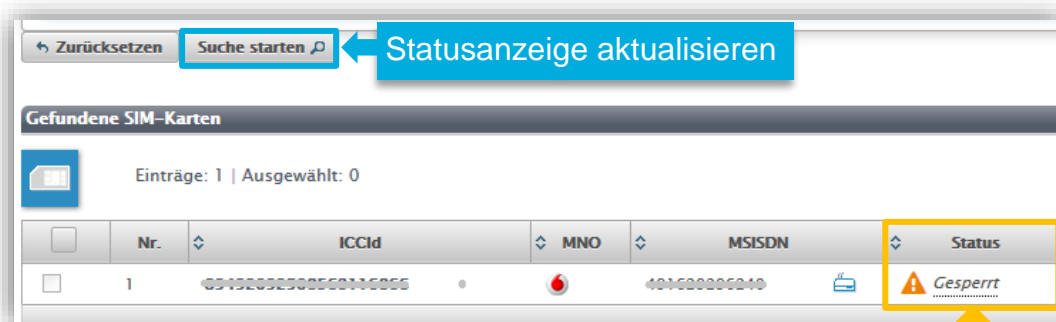 Zurücksetzen Suche starten Statusanzeige aktualisieren
Gefundene SIM-Karten
Einträge: 1 | Ausgewählt: 0
Nr. ICCId MNO MSISDN Status
1 Gesperrt